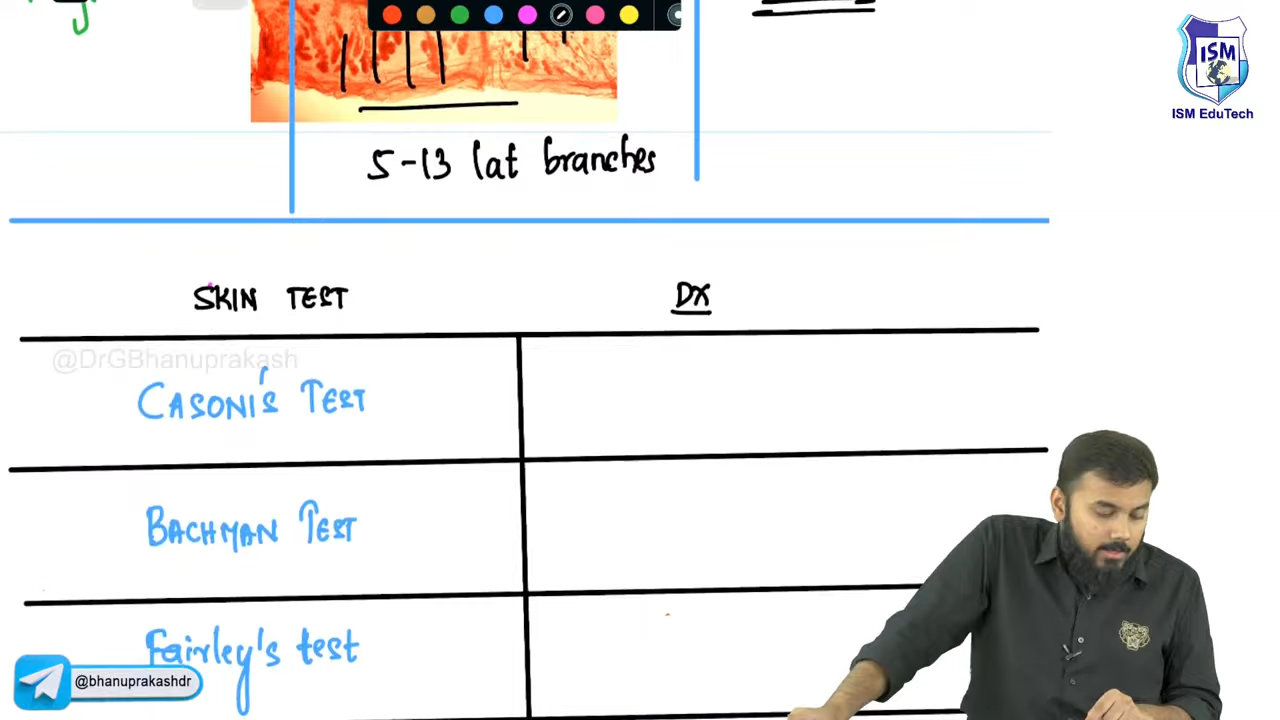 ISM
ISM EduTech
5-13 lat branches
SKIN TEST
DX
@DrGBhanuprakash
CASONI'S TEST
BACHMAN TEST
Fairley's test
@bhanuprakashdr